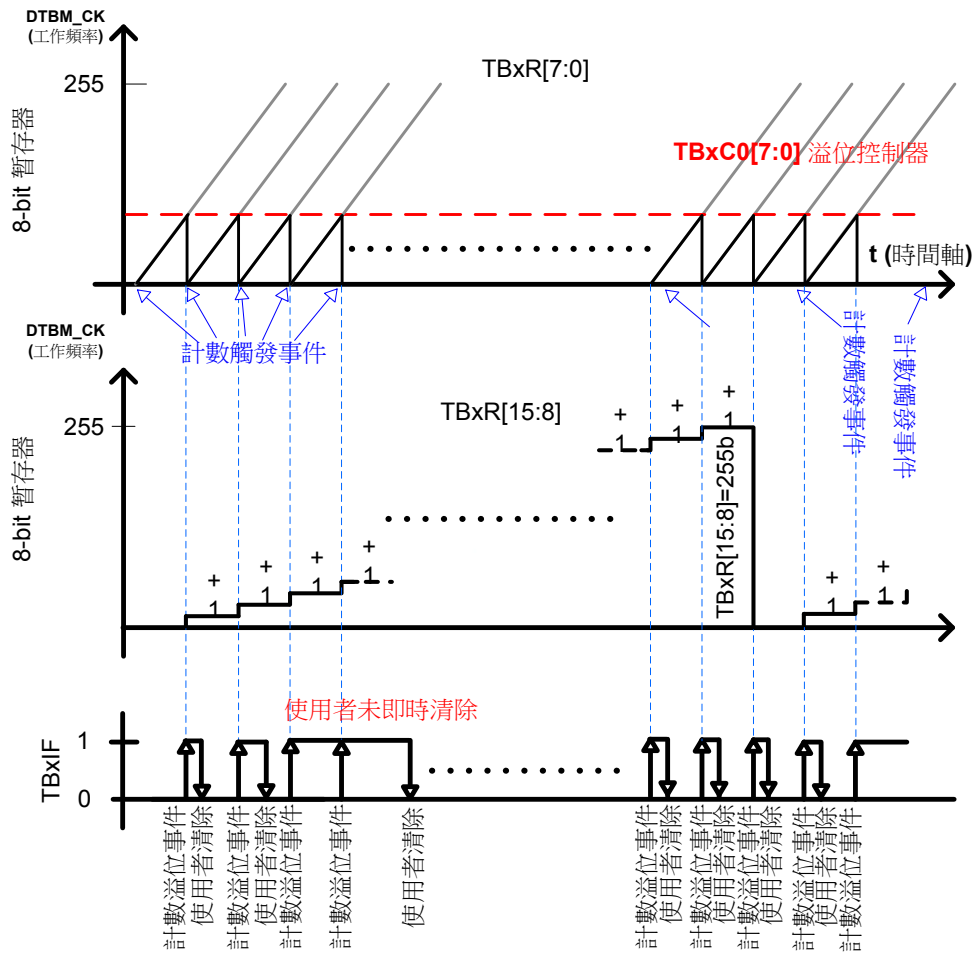 DTBM_CK
(工作頻率)
TBxR[7:0]
255
8-bit 暫存器
TBxC0[7:0] 溢位控制器
t (時間軸)
計數觸發事件
計數觸發事件
計數觸發事件
DTBM_CK
(工作頻率)
TBxR[15:8]
255
8-bit 暫存器
+
1
+
1
+
1
+
1
+
1
+
1
+
1
TBxR[15:8]=255b
+
1
+
1
使用者未即時清除
TBxIF
1
0
計數溢位事件
使用者清除
計數溢位事件
使用者清除
計數溢位事件
計數溢位事件
使用者清除
計數溢位事件
使用者清除
計數溢位事件
使用者清除
計數溢位事件
使用者清除
計數溢位事件
使用者清除
計數溢位事件